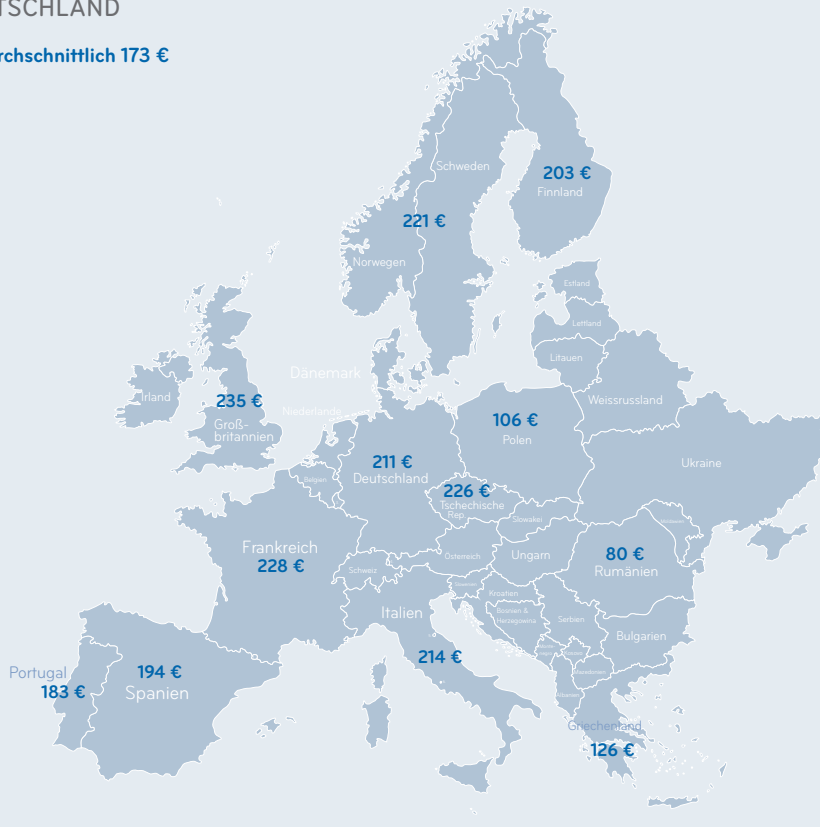 TSCHLAND
rchschnittlich 173 €
Schweden
203 €
Finnland
221 €
Norwegen
Estland
Lettland
Litauen
Dänemark
Irland
235 €
Groß-
britannien
Niederlande
Weissrussland
106 €
Polen
211 €
Deutschland
Ukraine
Belgien
226 €
Tschechische
Rep.
Slowakei
Frankreich
228 €
Österreich
Ungarn
80 €
Rumänien
Schweiz
Slowenien
Kroatien
Italien
Bosnien &
Herzegowina
Serbien
Bulgarien
214 €
Portugal
183 €
194 €
Spanien
Mazedonien
Albanien
Griechenland
126 €